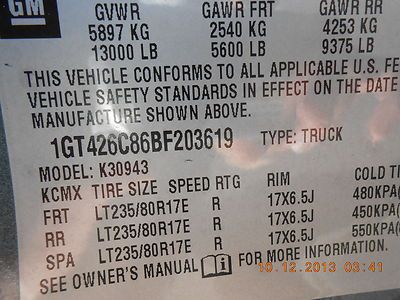 GM
GVWR GAWR FRT GAWR RR
5897 KG 2540 KG 4253 KG
13000 LB 5600 LB 9375 LB
THIS VEHICLE CONFORMS TO ALL APPLICABLE U.S. FE
VEHICLE SAFETY STANDARDS IN EFFECT ON THE DATE
MANUFACTURE SHOWN ABOVE.
1GT426C86BF203619 TYPE: TRUCK
MODEL: K30943
KCMX TIRE SIZE SPEED RTG RIM COLD TI
FRT LT235/80R17E R 17X6.5J 480KPA(
RR LT235/80R17E R 17X6.5J 450KPA(
SPA LT235/80R17E R 17X6.5J 550KPA(
SEE OWNER'S MANUAL FOR MORE INFORMATION.
10.12.2013 03:41